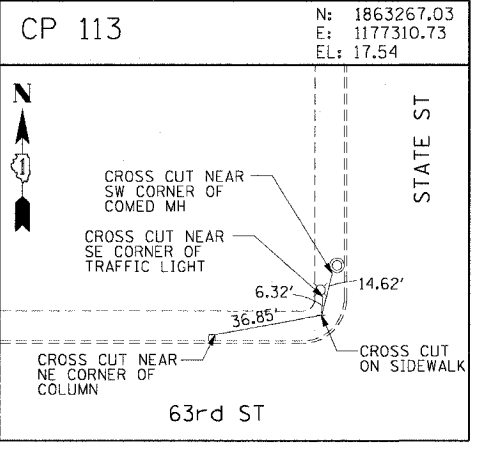 CP 113
N: 1863267.03
E: 1177310.73
EL: 17.54
N
STATE ST
CROSS CUT NEAR
SW CORNER OF
COMED MH
CROSS CUT NEAR
SE CORNER OF
TRAFFIC LIGHT
6.32'
14.62'
36.85'
CROSS CUT NEAR
NE CORNER OF
COLUMN
CROSS CUT
ON SIDEWALK
63rd ST